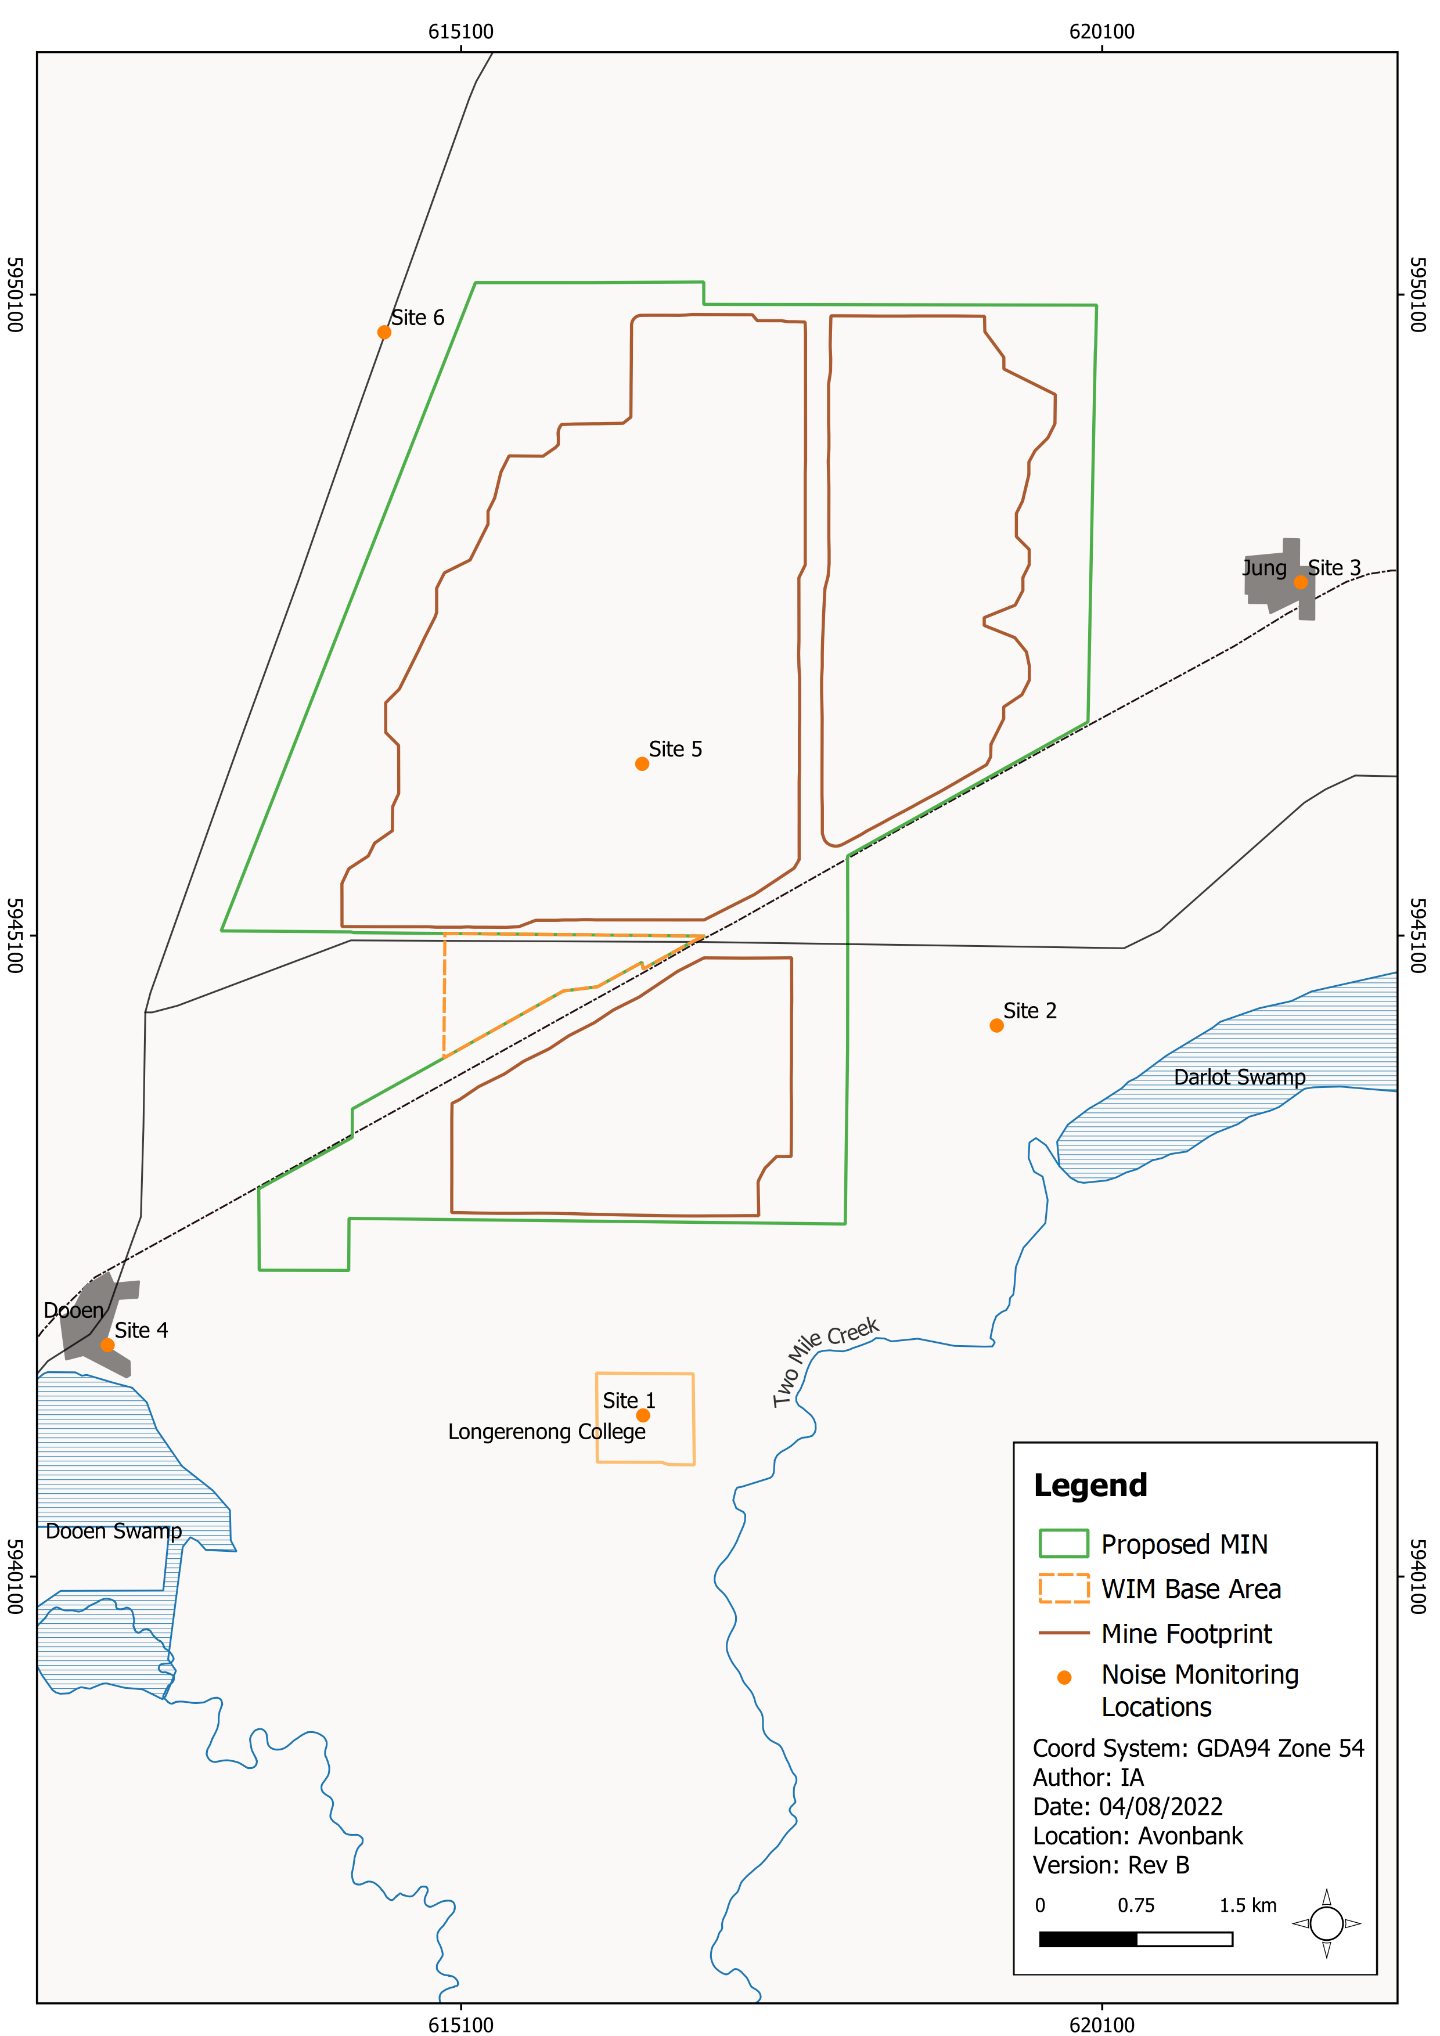 615100
620100
5950100
5950100
Site 6
Jung
Site 3
Site 5
5945100
5945100
Site 2
Darlot Swamp
Dooen
Site 4
Two Mile Creek
Site 1
Longerenong College
Dooen Swamp
5940100
5940100
Legend
Proposed MIN
WIM Base Area
Mine Footprint
Noise Monitoring
Locations
Coord System: GDA94 Zone 54
Author: IA
Date: 04/08/2022
Location: Avonbank
Version: Rev B
0 0.75 1.5 km
615100
620100